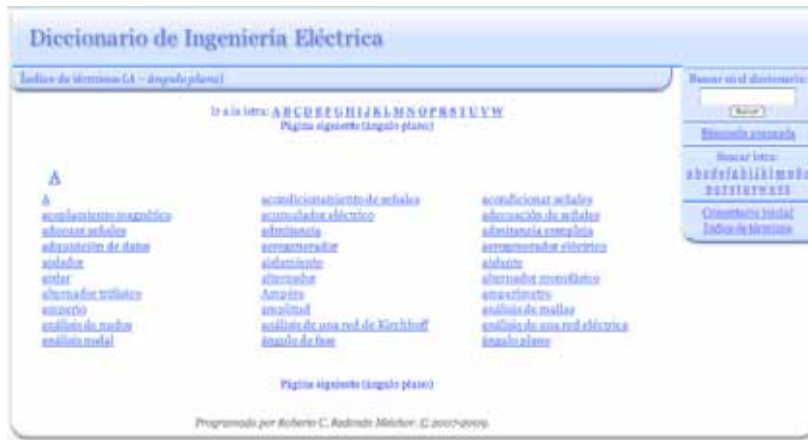 Diccionario de Ingeniería Eléctrica
Índice de términos (A - ángulo plano)
Ir a la letra: A B C D E F G H I J K L M N O P R S T U V W
Página siguiente (ángulo plano)
A
A acondicionamiento de señales acondicionar señales
acoplamiento magnético acumulador eléctrico adecuación de señales
adecuar señales admitancia admitancia compleja
adquisición de datos aerogenerador aerogenerador eléctrico
aislador aislamiento aislante
aislar alternador alternador monofásico
alternador trifásico Ampère amperímetro
amperio amplitud análisis de mallas
análisis de nudos análisis de una red de Kirchhoff análisis de una red eléctrica
análisis nodal ángulo de fase ángulo plano
Página siguiente (ángulo plano)
Programado por Roberto C. Redondo Melchor. © 2007-2009.
Buscar en el diccionario:
Buscar
Búsqueda avanzada
Buscar letra:
a b c d e f g h i j k l m n ñ o
p q r s t u v w x y z
Comentario inicial
Índice de términos